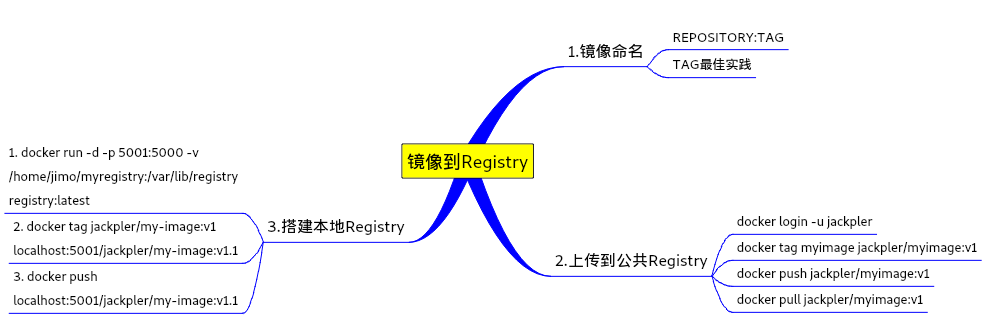 镜像到Registry
1.镜像命名
REPOSITORY:TAG
TAG最佳实践
2.上传到公共Registry
docker login -u jackpler
docker tag myimage jackpler/myimage:v1
docker push jackpler/myimage:v1
docker pull jackpler/myimage:v1
3.搭建本地Registry
1. docker run -d -p 5001:5000 -v
/home/jimo/myregistry:/var/lib/registry
registry:latest
2. docker tag jackpler/my-image:v1
localhost:5001/jackpler/my-image:v1.1
3. docker push
localhost:5001/jackpler/my-image:v1.1